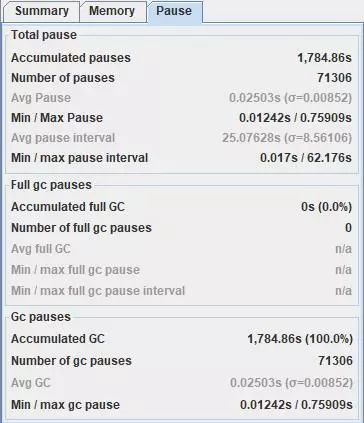 Summary Memory Pause
Total pause
Accumulated pauses 1,784.86s
Number of pauses 71306
Avg Pause 0.02503s (σ=0.00852)
Min / Max Pause 0.01242s / 0.75909s
Avg pause interval 25.07628s (σ=8.56106)
Min / max pause interval 0.017s / 62.176s
Full gc pauses
Accumulated full GC 0s (0.0%)
Number of full gc pauses 0
Avg full GC n/a
Min / max full gc pause n/a
Min / max full gc pause interval n/a
Gc pauses
Accumulated GC 1,784.86s (100.0%)
Number of gc pauses 71306
Avg GC 0.02503s (σ=0.00852)
Min / max gc pause 0.01242s / 0.75909s